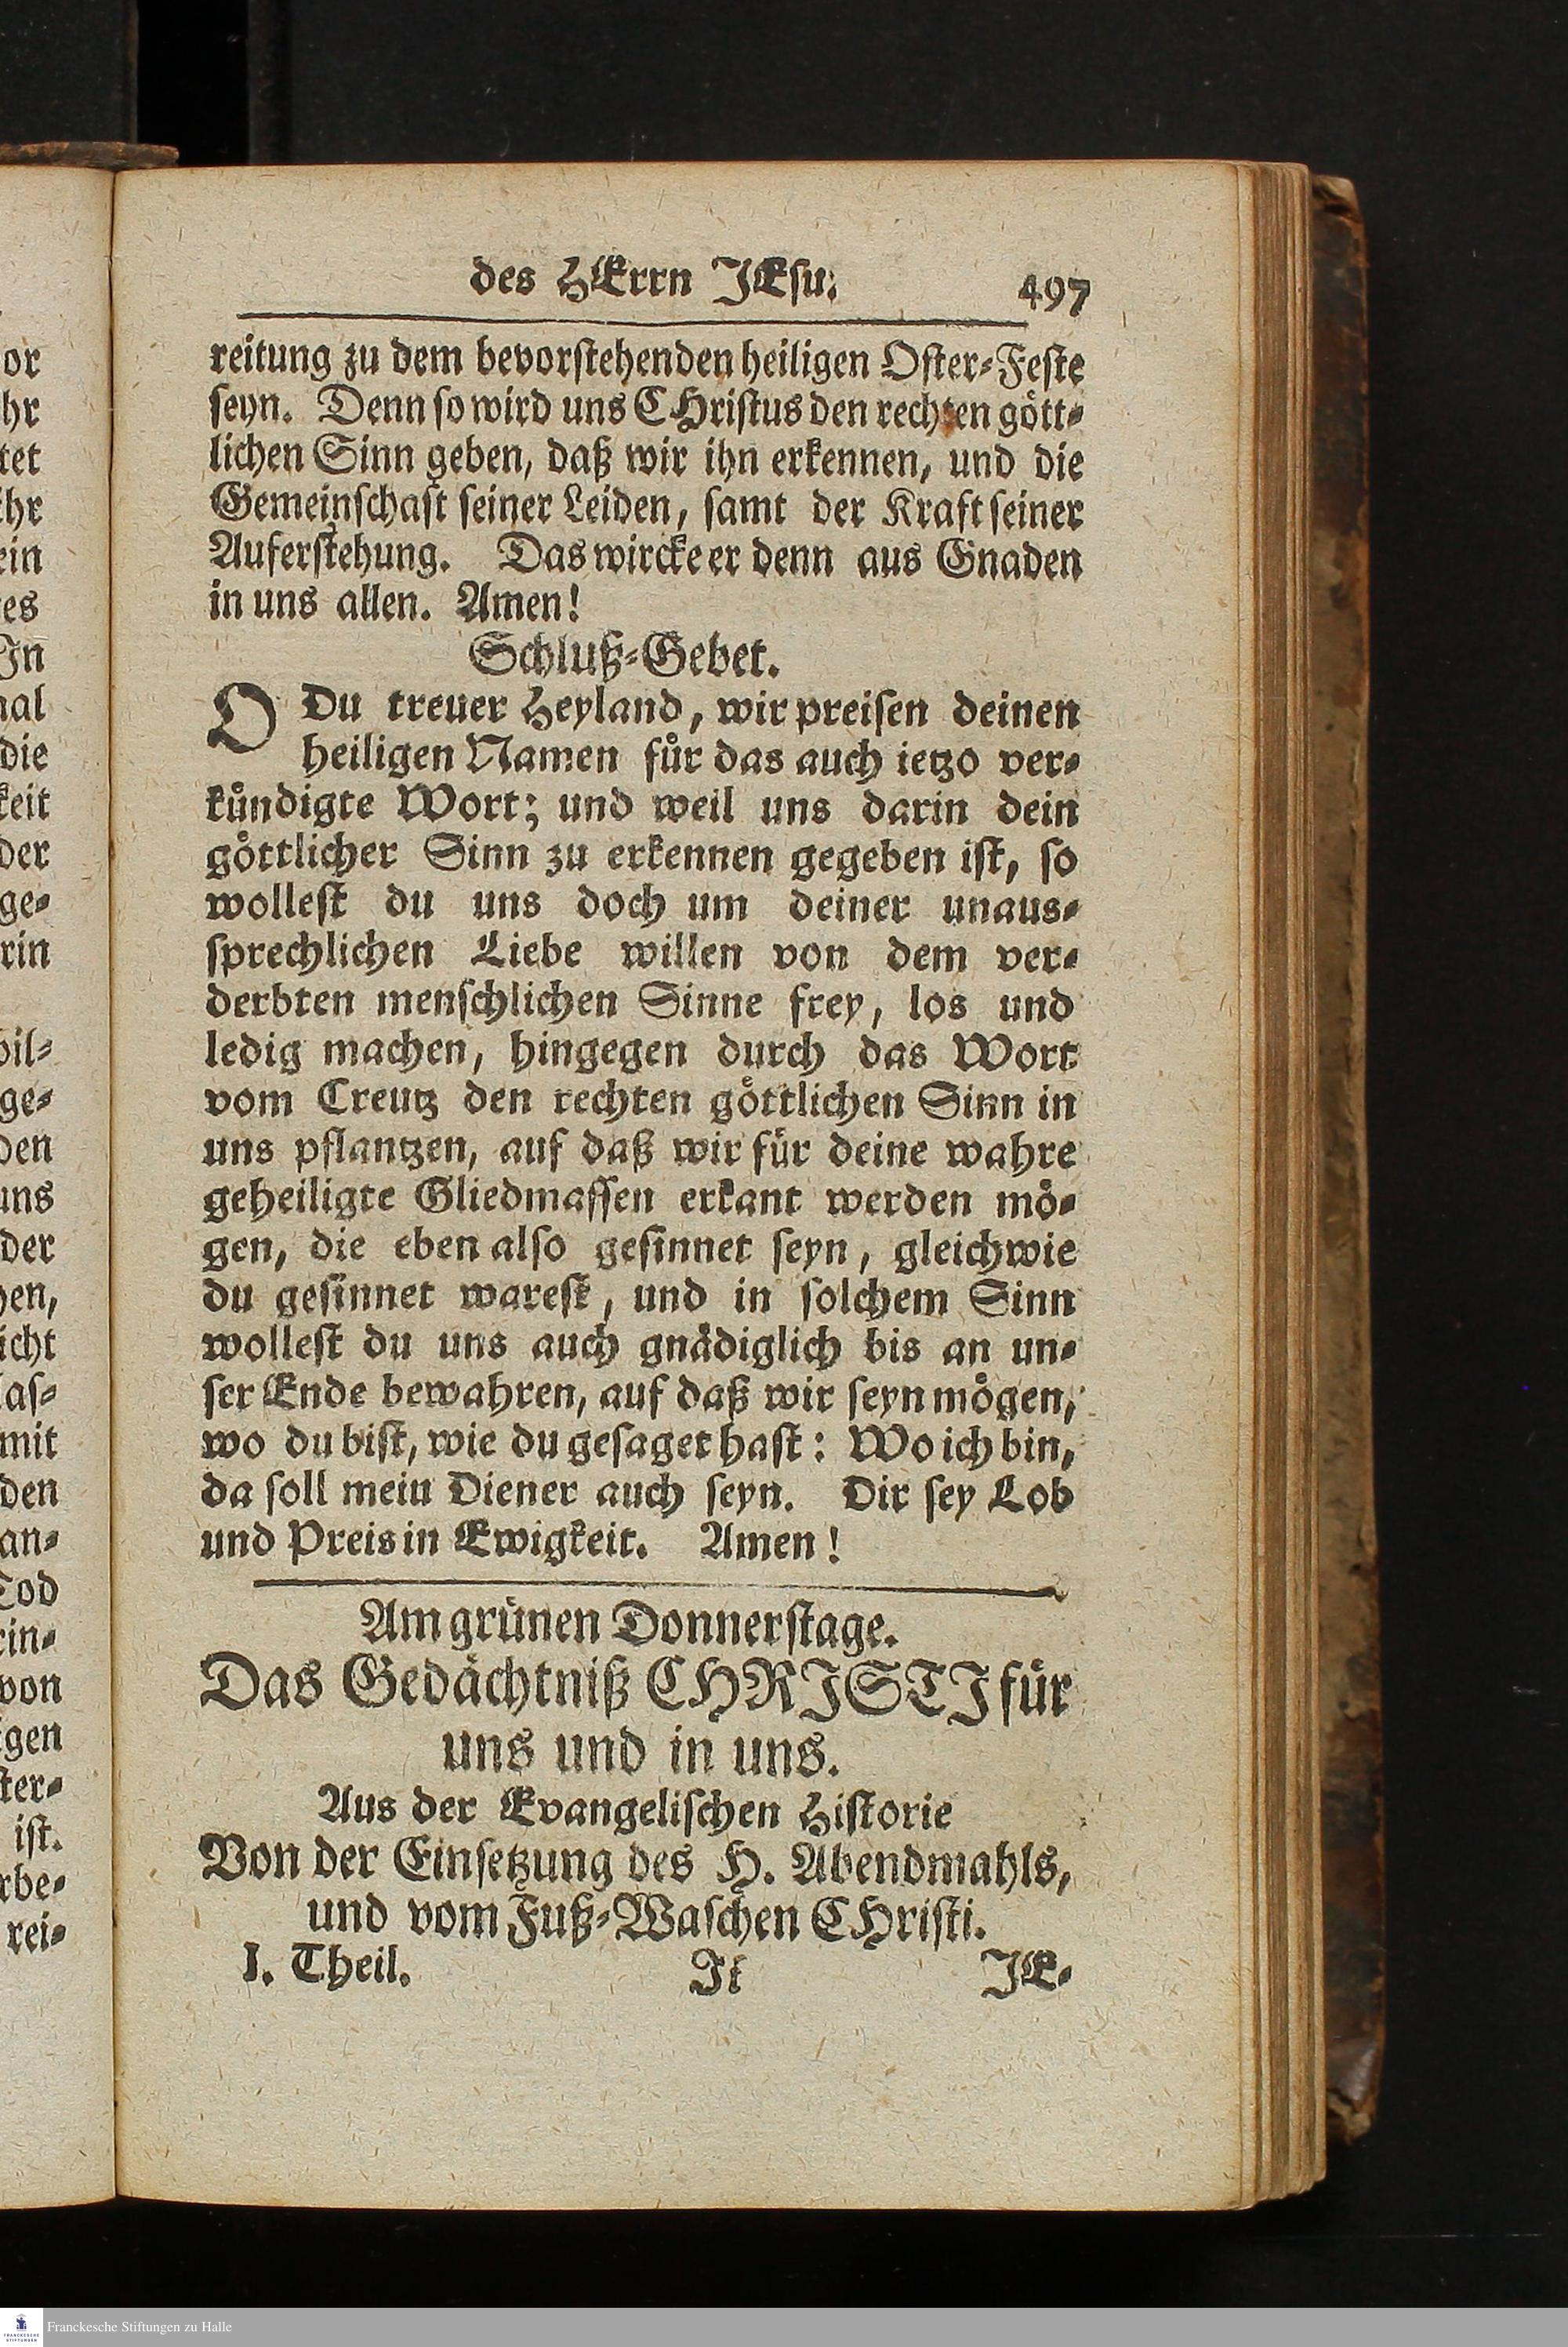 des HErrn JEsu. 497
reitung zu dem bevorstehenden heiligen Oster-Feste
seyn. Denn so wird uns CHristus den rechten gött-
lichen Sinn geben, daß wir ihn erkennen, und die
Gemeinschaft seiner Leiden, samt der Kraft seiner
Auferstehung. Das wircke er denn aus Gnaden
in uns allen. Amen!
Schluß-Gebet.
O Du treuer Heyland, wir preisen deinen
heiligen Namen für das auch ietzo ver-
kündigte Wort; und weil uns darin dein
göttlicher Sinn zu erkennen gegeben ist, so
wollest du uns doch um deiner unaus-
sprechlichen Liebe willen von dem ver-
derbten menschlichen Sinne frey, los und
ledig machen, hingegen durch das Wort
vom Creutz den rechten göttlichen Sinn in
uns pflantzen, auf daß wir für deine wahre
geheiligte Gliedmassen erkant werden mö-
gen, die eben also gesinnet seyn, gleichwie
du gesinnet warest, und in solchem Sinn
wollest du uns auch gnädiglich bis an un-
ser Ende bewahren, auf daß wir seyn mögen,
wo du bist, wie du gesaget hast: Wo ich bin,
da soll mein Diener auch seyn. Dir sey Lob
und Preis in Ewigkeit. Amen!
Am grünen Donnerstage.
Das Gedächtniß CHRISTI für
uns und in uns.
Aus der Evangelischen Historie
Von der Einsetzung des H. Abendmahls,
und vom Fuß-Waschen CHristi.
I. Theil. Ji JE-
Franckesche Stiftungen zu Halle